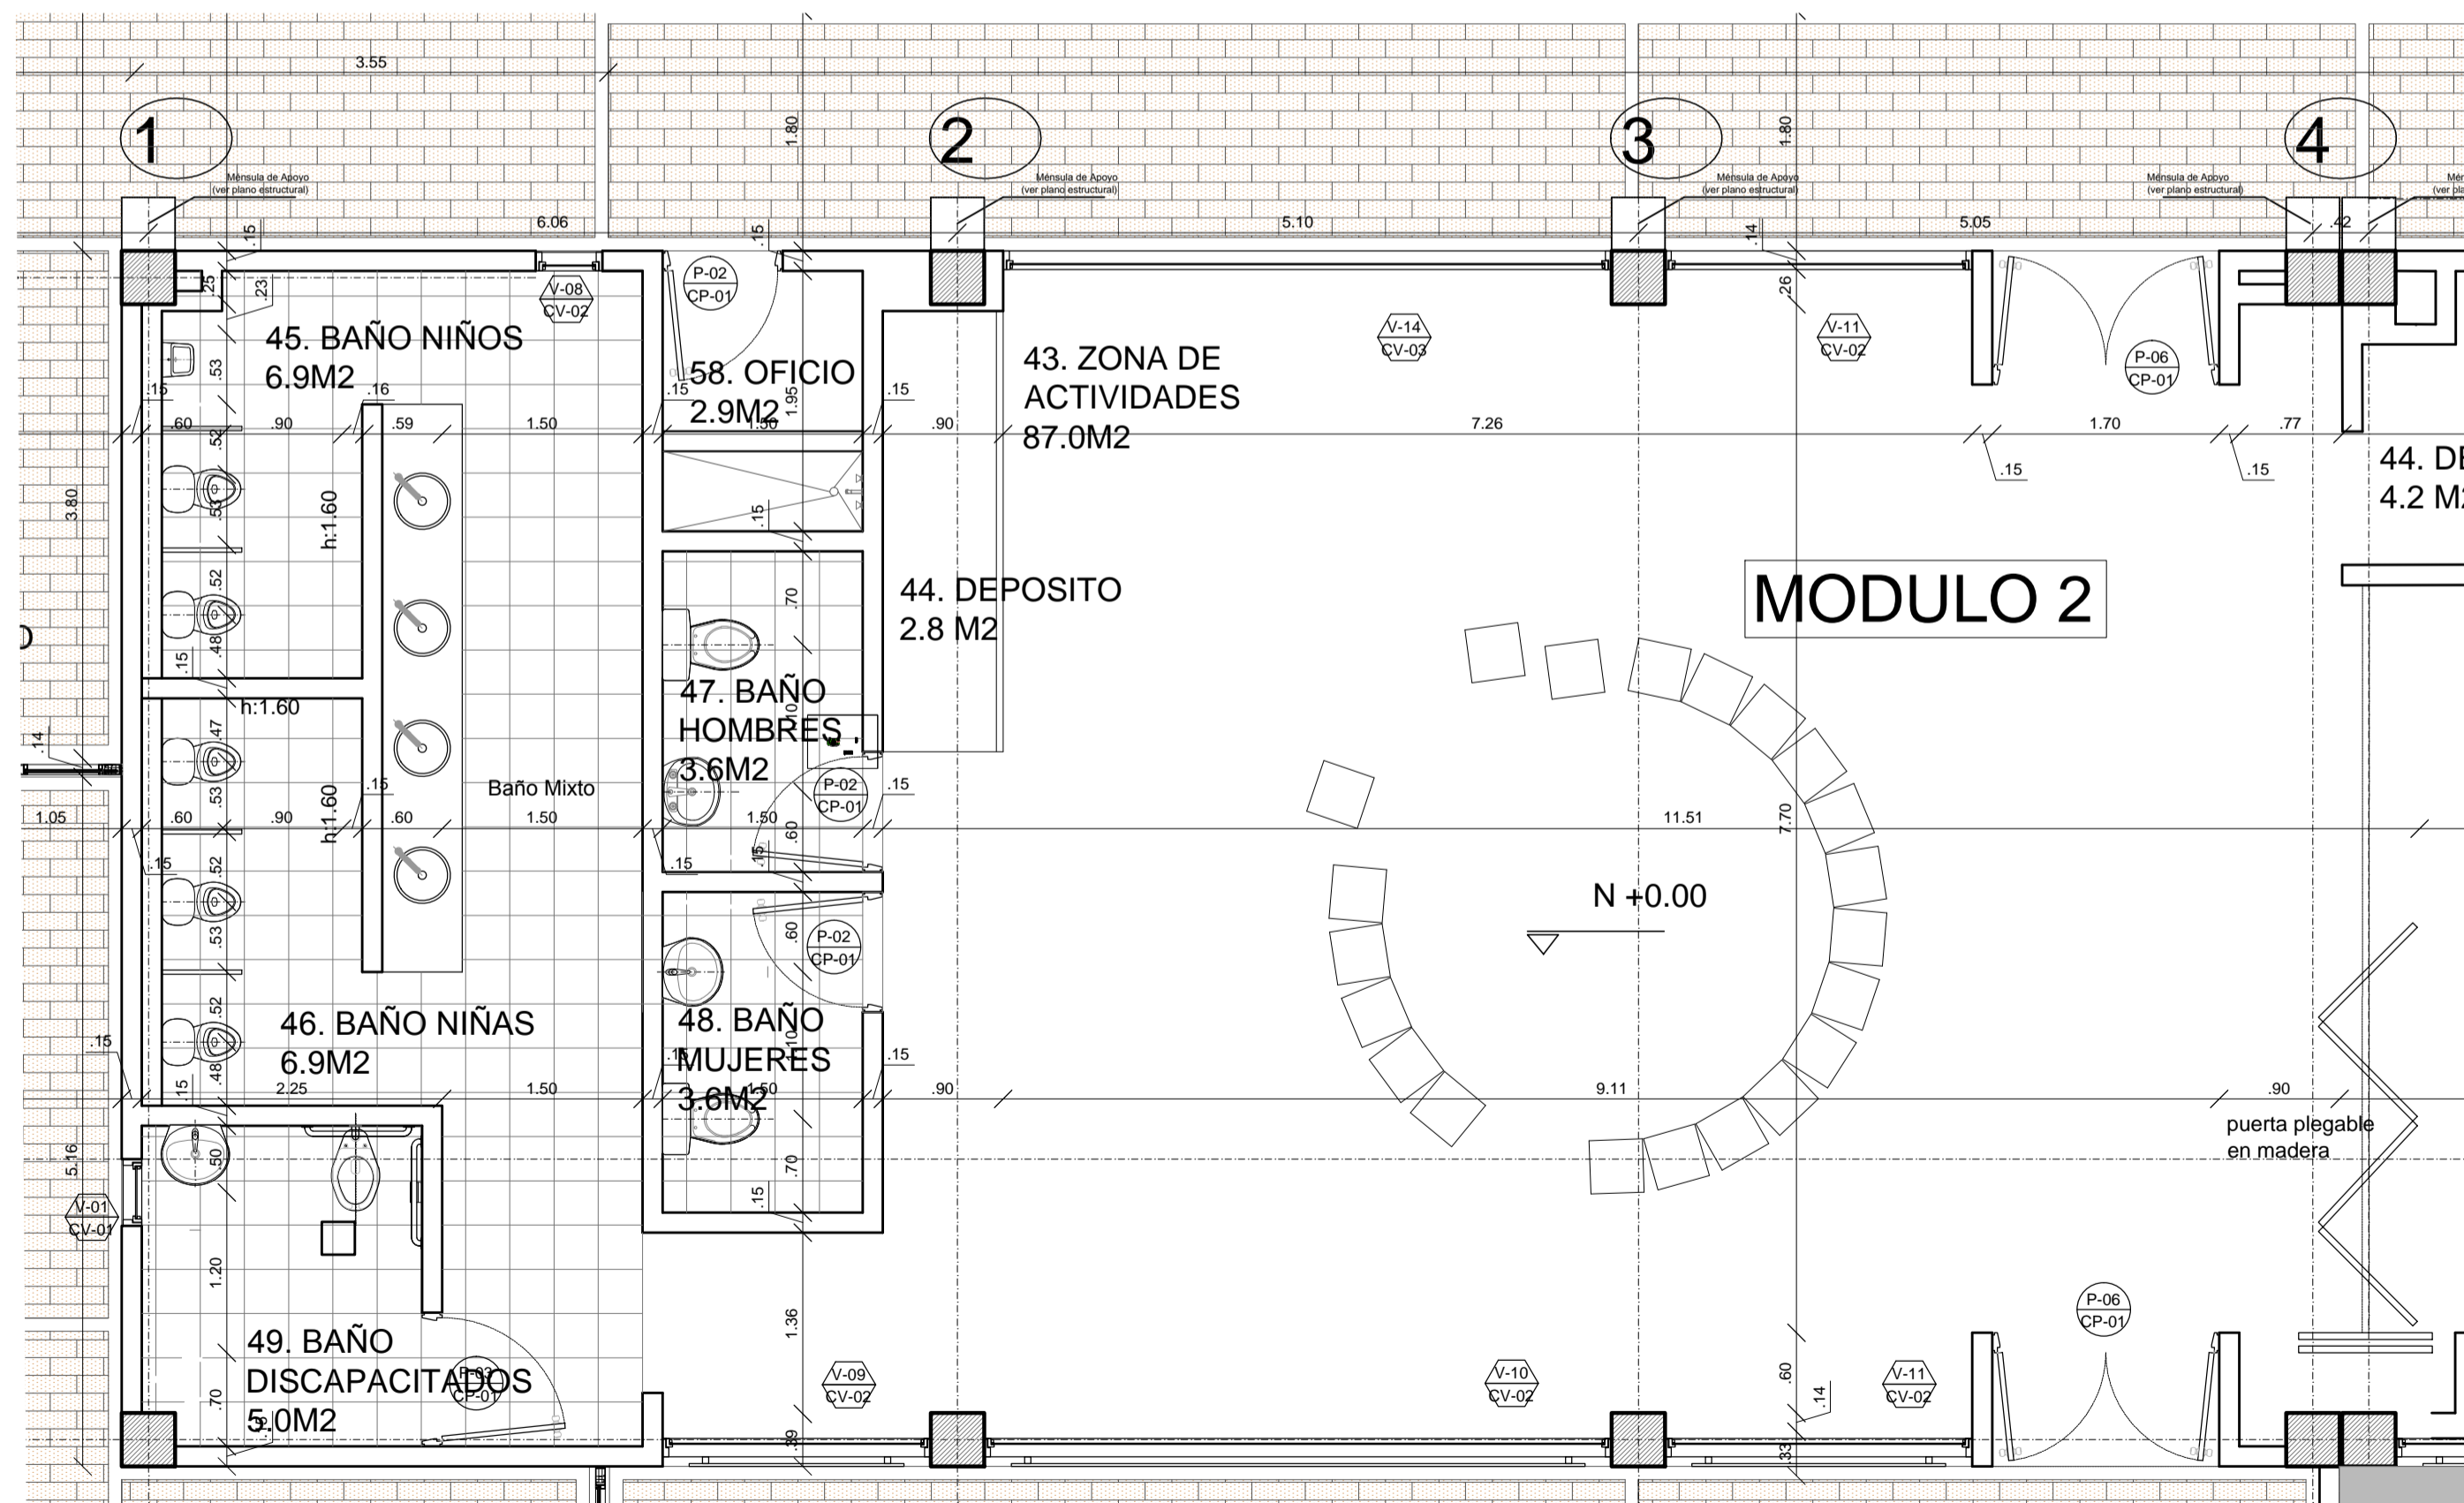 3.55
1.80
1.80
1
2
3
4
Ménsula de Apoyo
(ver plano estructural)
Ménsula de Apoyo
(ver plano estructural)
Ménsula de Apoyo
(ver plano estructural)
Ménsula de Apoyo
(ver plano estructural)
6.06
5.10
5.05
.42
.15
.15
.14
.25
.23
.26
P-02
CP-01
V-08
CV-02
45. BAÑO NIÑOS
6.9M2
58. OFICIO
2.9M2
43. ZONA DE
ACTIVIDADES
87.0M2
V-14
CV-03
V-11
CV-02
P-06
CP-01
.53
1.95
.15
.16
.15
.15
.60
.90
.59
1.50
1.50
.90
7.26
1.70
.77
.52
.15
.15
3.80
.53
h:1.60
.15
44. DE
4.2 M2
44. DEPOSITO
2.8 M2
MODULO 2
.52
.70
.48
.15
h:1.60
47. BAÑO
HOMBRES
3.6M2
.14
.47
.53
h:1.60
.15
Baño Mixto
P-02
CP-01
.15
1.05
.60
.90
.60
1.50
1.50
.60
11.51
7.70
.15
.52
.15
.15
N +0.00
.53
.60
P-02
CP-01
46. BAÑO NIÑAS
6.9M2
.52
48. BAÑO
MUJERES
3.6M2
1.10
.15
.15
.15
.48
.15
2.25
1.50
1.50
.90
9.11
.90
puerta plegable
en madera
5.16
.50
.70
.15
V-01
CV-01
1.20
1.36
P-06
CP-01
49. BAÑO
DISCAPACITADOS
5.0M2
P-03
CP-01
.70
V-09
CV-02
V-10
CV-02
.60
.14
V-11
CV-02
.39
.33